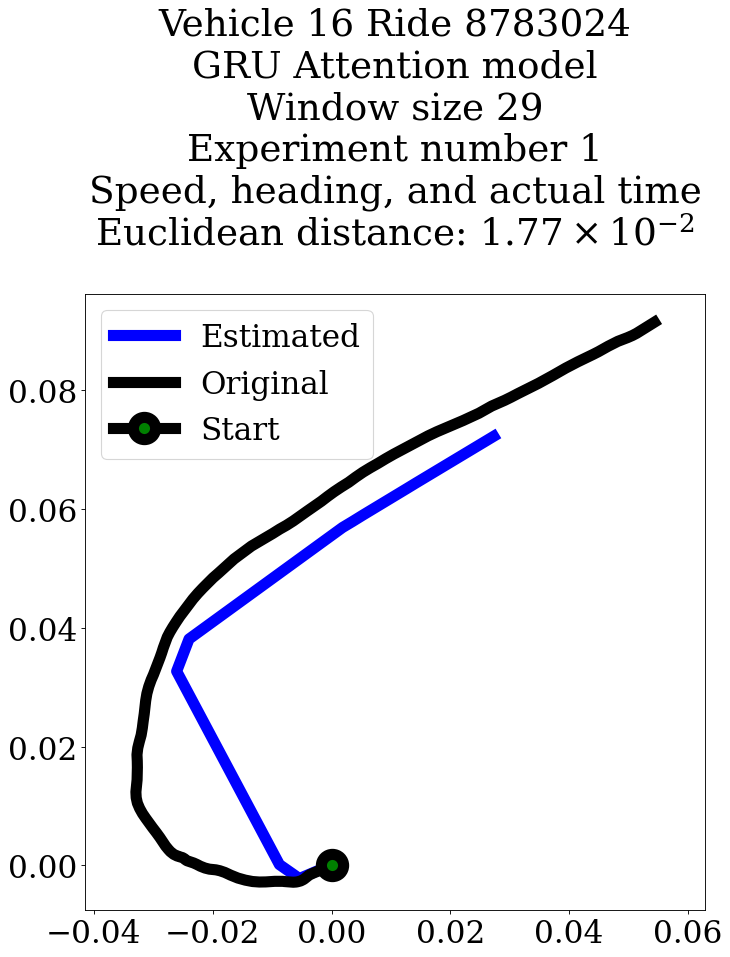 Vehicle 16 Ride 8783024
GRU Attention model
Window size 29
Experiment number 1
Speed, heading, and actual time
Euclidean distance: 1.77 × 10⁻²
Estimated
Original
Start
0.08
0.06
0.04
0.02
0.00
−0.04 −0.02 0.00 0.02 0.04 0.06